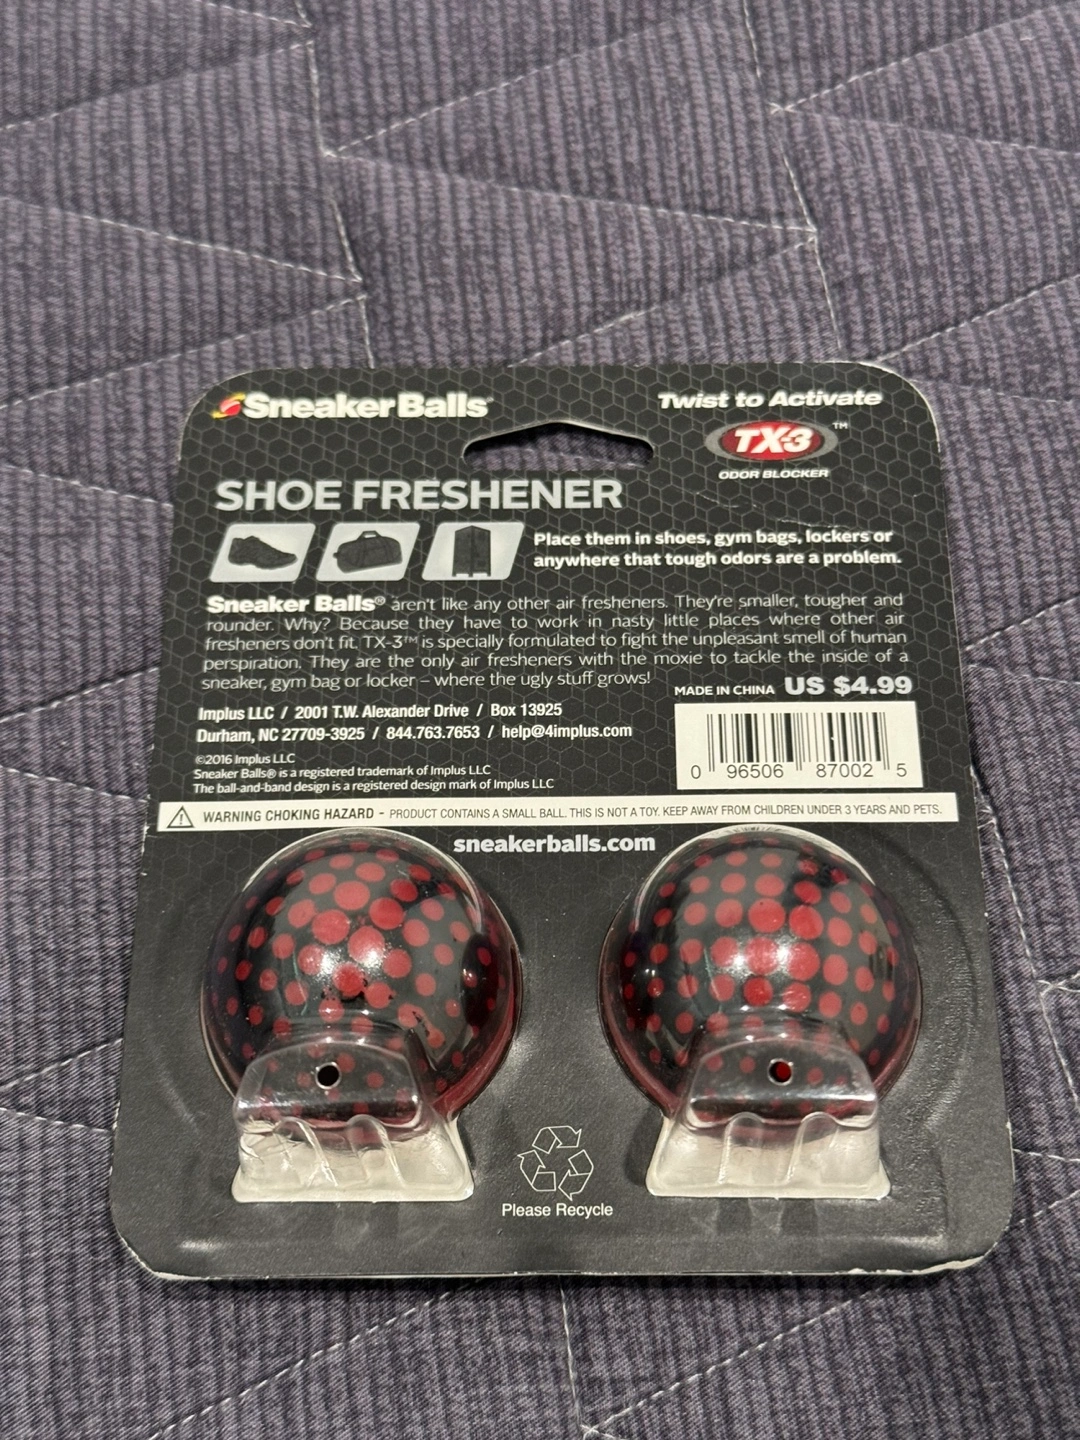 Sneaker Balls
Twist to Activate
TX-3™
ODOR BLOCKER
SHOE FRESHENER
Place them in shoes, gym bags, lockers or
anywhere that tough odors are a problem.
Sneaker Balls® aren't like any other air fresheners. They're smaller, tougher and
rounder. Why? Because they have to work in nasty little places where other air
fresheners don't fit. TX-3™ is specially formulated to fight the unpleasant smell of human
perspiration. They are the only air fresheners with the moxie to tackle the inside of a
sneaker, gym bag or locker – where the ugly stuff grows!
MADE IN CHINA US $4.99
Implus LLC / 2001 T.W. Alexander Drive / Box 13925
Durham, NC 27709-3925 / 844.763.7653 / help@4implus.com
©2016 Implus LLC
Sneaker Balls® is a registered trademark of Implus LLC
The ball-and-band design is a registered design mark of Implus LLC
0 96506 87002 5
WARNING CHOKING HAZARD - PRODUCT CONTAINS A SMALL BALL. THIS IS NOT A TOY. KEEP AWAY FROM CHILDREN UNDER 3 YEARS AND PETS.
sneakerballs.com
Please Recycle